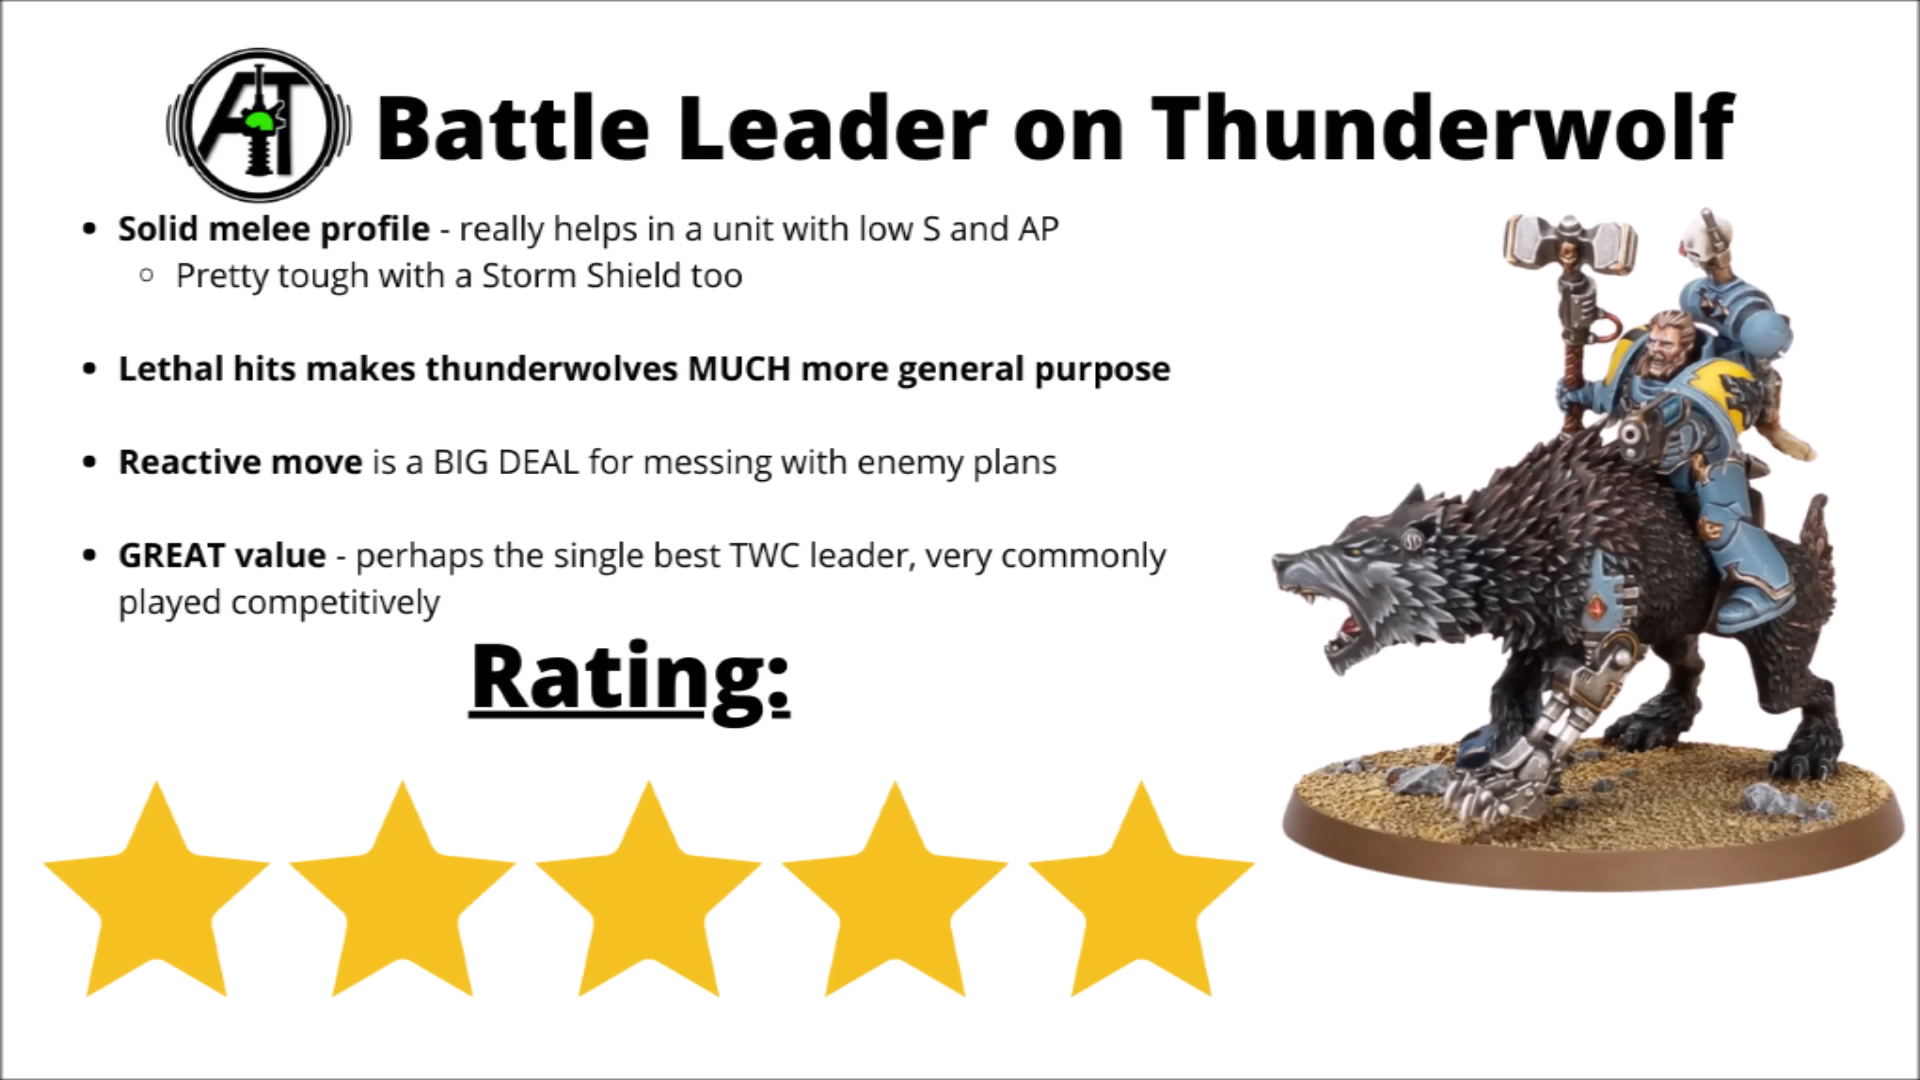 AT
Battle Leader on Thunderwolf
Solid melee profile - really helps in a unit with low S and AP
Pretty tough with a Storm Shield too
Lethal hits makes thunderwolves MUCH more general purpose
Reactive move is a BIG DEAL for messing with enemy plans
GREAT value - perhaps the single best TWC leader, very commonly
played competitively
Rating: